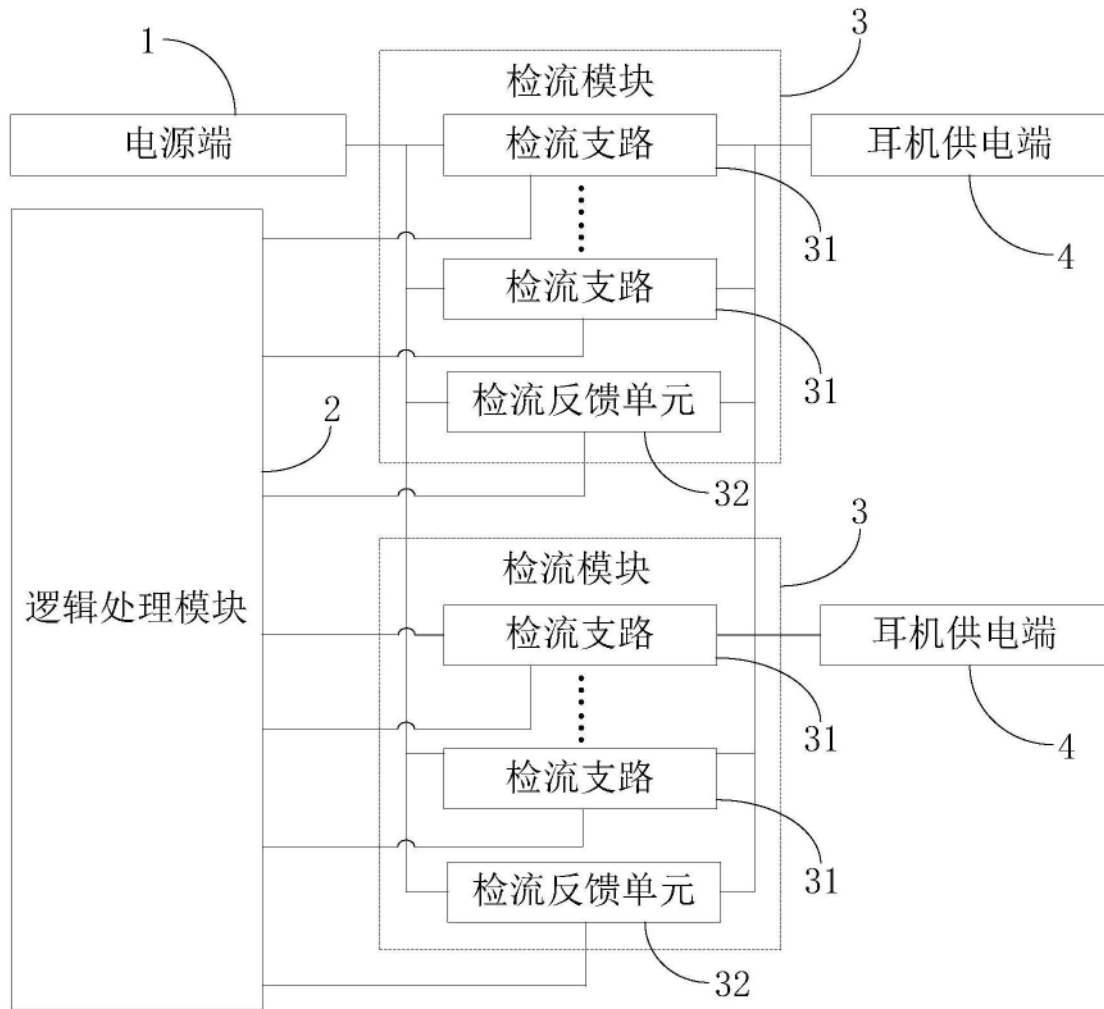 1
3
检流模块
电源端
检流支路
耳机供电端
31
4
检流支路
31
检流反馈单元
2
32
3
检流模块
逻辑处理模块
检流支路
耳机供电端
31
4
检流支路
31
检流反馈单元
32